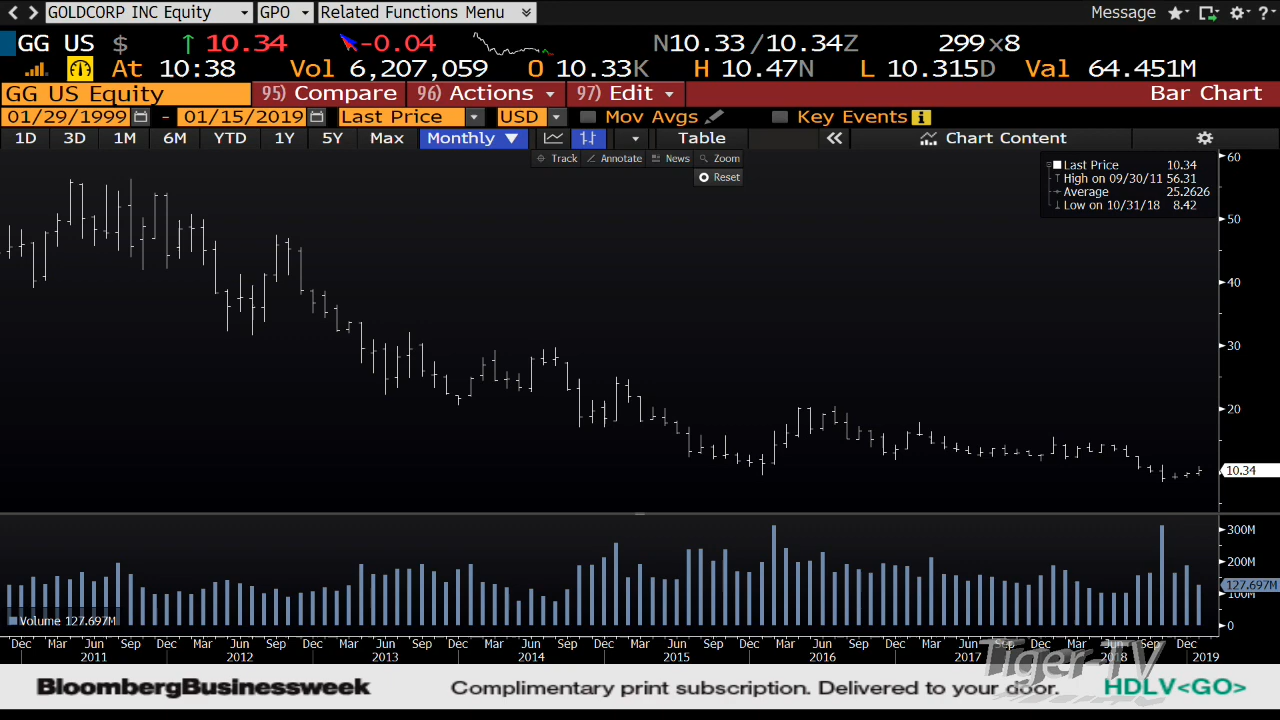 GOLDCORP INC Equity GPO Related Functions Menu Message ?
GG US $ ↑ 10.34 -0.04 N10.33 /10.34Z 299 x8
At 10:38 Vol 6,207,059 O 10.33K H 10.47N L 10.315D Val 64.451M
GG US Equity 95) Compare 96) Actions 97) Edit Bar Chart
01/29/1999 - 01/15/2019 Last Price USD Mov Avgs Key Events i
1D 3D 1M 6M YTD 1Y 5Y Max Monthly ▼ Table « Chart Content
Track Annotate News Zoom
Reset
Last Price 10.34
High on 09/30/11 56.31
Average 25.2626
Low on 10/31/18 8.42
60
50
40
30
20
10.34
300M
200M
127.697M
100M
0
Volume 127.697M
Dec Mar Jun Sep Dec Mar Jun Sep Dec Mar Jun Sep Dec Mar Jun Sep Dec Mar Jun Sep Dec Mar Jun Sep Dec Mar Jun Sep Dec Mar Jun Sep Dec
2011 2012 2013 2014 2015 2016 2017 2018 2019
Tiger-TV
BloombergBusinessweek Complimentary print subscription. Delivered to your door. HDLV<GO>